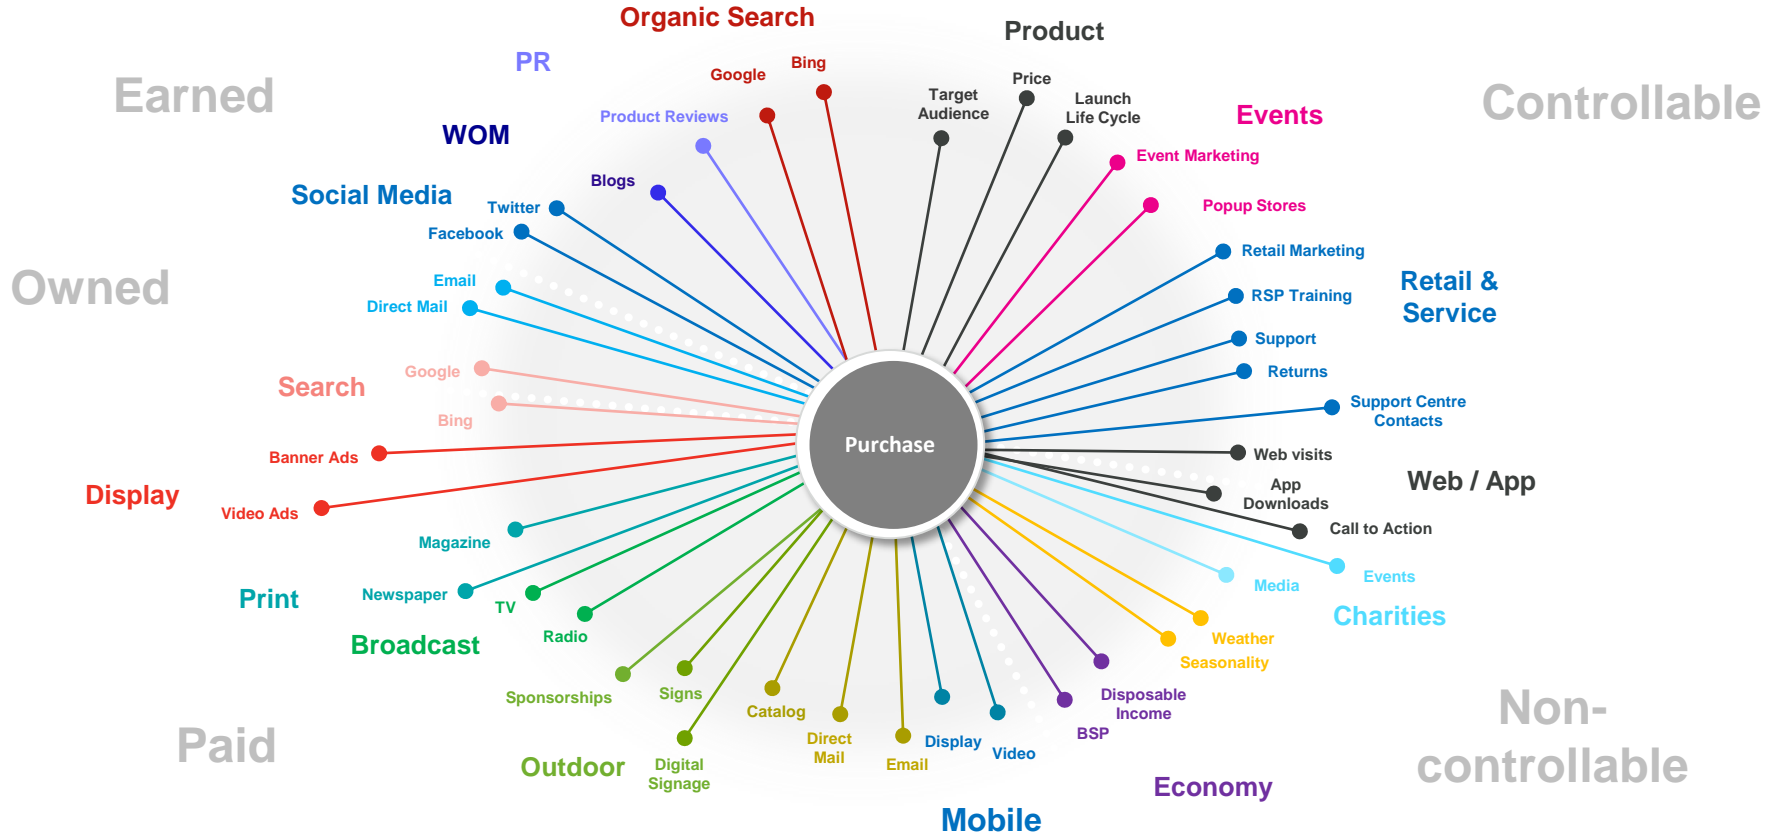 Organic Search
Product
PR
Bing
Google
Price
Earned
Controllable
Target
Audience
Launch
Life Cycle
Events
Product Reviews
WOM
Event Marketing
Blogs
Social Media
Twitter
Popup Stores
Facebook
Retail Marketing
Owned
Email
Retail &
Service
RSP Training
Direct Mail
Support
Search
Google
Returns
Bing
Support Centre
Contacts
Purchase
Banner Ads
Web visits
Display
App
Downloads
Web / App
Video Ads
Call to Action
Magazine
Events
Media
Print
Newspaper
TV
Charities
Broadcast
Radio
Weather
Seasonality
Sponsorships
Signs
Disposable
Income
Catalog
BSP
Non-
controllable
Paid
Direct
Mail
Display
Video
Email
Outdoor
Digital
Signage
Economy
Mobile